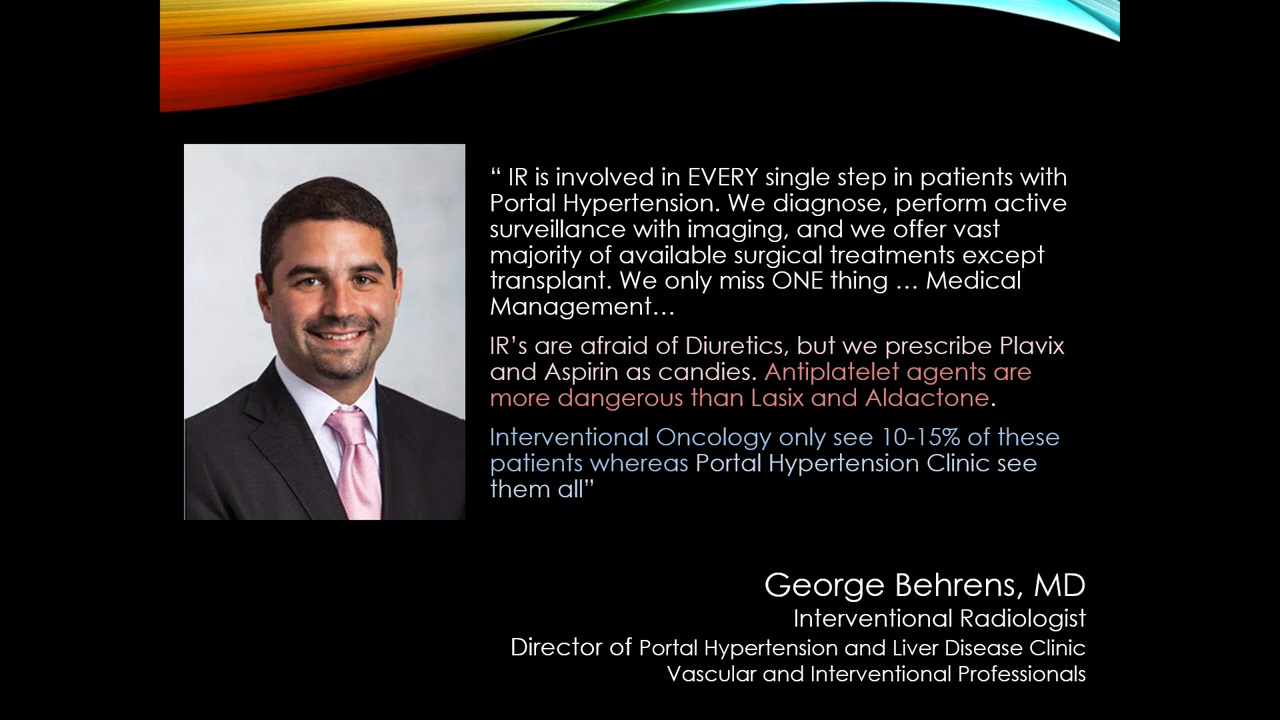 “ IR is involved in EVERY single step in patients with
Portal Hypertension. We diagnose, perform active
surveillance with imaging, and we offer vast
majority of available surgical treatments except
transplant. We only miss ONE thing … Medical
Management…
IR’s are afraid of Diuretics, but we prescribe Plavix
and Aspirin as candies. Antiplatelet agents are
more dangerous than Lasix and Aldactone.
Interventional Oncology only see 10-15% of these
patients whereas Portal Hypertension Clinic see
them all”
George Behrens, MD
Interventional Radiologist
Director of Portal Hypertension and Liver Disease Clinic
Vascular and Interventional Professionals